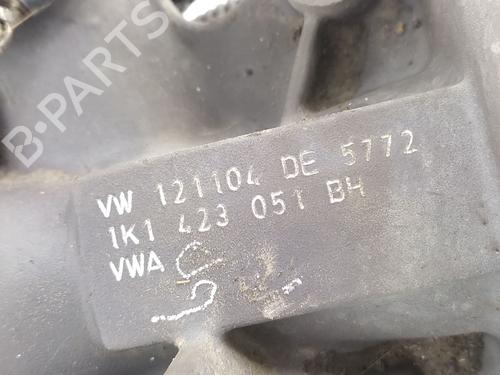 B-PARTS
VW 121104 DE 5772
1K1 423 051 BH
VWA